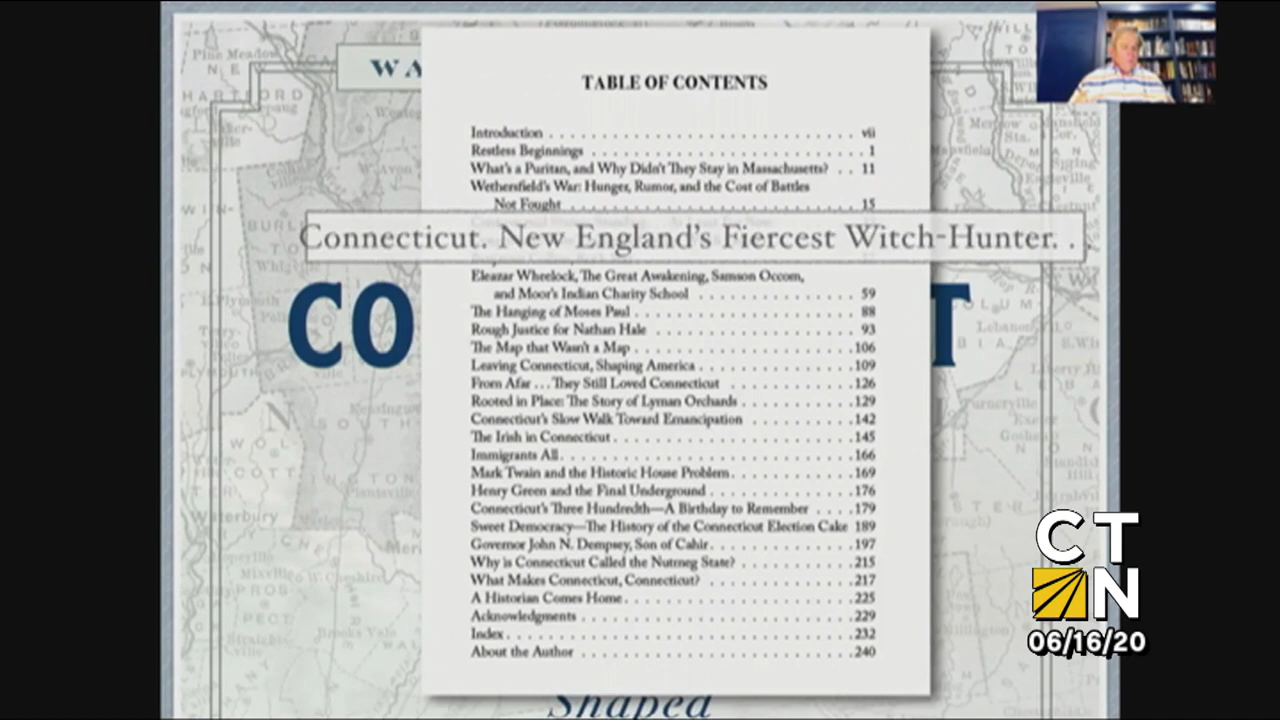 WA
TABLE OF CONTENTS
Introduction . . . . . . . . . . . . . . . . . . . . . . . . . . . . . . . . . . . vii
Restless Beginnings . . . . . . . . . . . . . . . . . . . . . . . . . . . . . . 1
What's a Puritan, and Why Didn't They Stay in Massachusetts? . . 11
Wethersfield's War: Hunger, Rumor, and the Cost of Battles
Not Fought . . . . . . . . . . . . . . . . . . . . . . . . . . . . . . . . . 15
Connecticut. New England's Fiercest Witch-Hunter. . .
Eleazar Wheelock, The Great Awakening, Samson Occom,
and Moor's Indian Charity School . . . . . . . . . . . . . . . . . . 59
The Hanging of Moses Paul . . . . . . . . . . . . . . . . . . . . . . . . 88
Rough Justice for Nathan Hale . . . . . . . . . . . . . . . . . . . . . . 93
The Map that Wasn't a Map . . . . . . . . . . . . . . . . . . . . . . . 106
Leaving Connecticut, Shaping America . . . . . . . . . . . . . . . . . 109
From Afar . . . They Still Loved Connecticut . . . . . . . . . . . . . 126
Rooted in Place: The Story of Lyman Orchards . . . . . . . . . . . . 129
Connecticut's Slow Walk Toward Emancipation . . . . . . . . . . . 142
The Irish in Connecticut . . . . . . . . . . . . . . . . . . . . . . . . . . 145
Immigrants All . . . . . . . . . . . . . . . . . . . . . . . . . . . . . . . . 166
Mark Twain and the Historic House Problem . . . . . . . . . . . . . 169
Henry Green and the Final Underground . . . . . . . . . . . . . . . 176
Connecticut's Three Hundredth—A Birthday to Remember . . . . 179
Sweet Democracy—The History of the Connecticut Election Cake 189
Governor John N. Dempsey, Son of Cahir . . . . . . . . . . . . . . . 197
Why is Connecticut Called the Nutmeg State? . . . . . . . . . . . . 215
What Makes Connecticut, Connecticut? . . . . . . . . . . . . . . . . 217
A Historian Comes Home . . . . . . . . . . . . . . . . . . . . . . . . . 225
Acknowledgments . . . . . . . . . . . . . . . . . . . . . . . . . . . . . . 229
Index . . . . . . . . . . . . . . . . . . . . . . . . . . . . . . . . . . . . . . 232
About the Author . . . . . . . . . . . . . . . . . . . . . . . . . . . . . . 240
CO
T
Shaped
CT
N
06/16/20
Waterbury